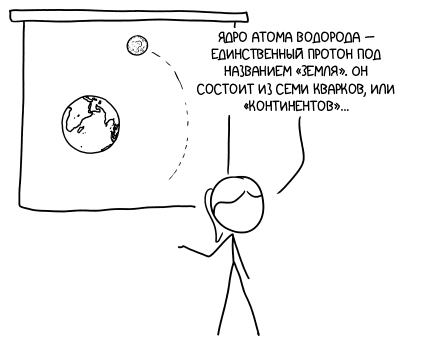 ЯДРО АТОМА ВОДОРОДА —
ЕДИНСТВЕННЫЙ ПРОТОН ПОД
НАЗВАНИЕМ «ЗЕМЛЯ». ОН
СОСТОИТ ИЗ СЕМИ КВАРКОВ, ИЛИ
«КОНТИНЕНТОВ»...